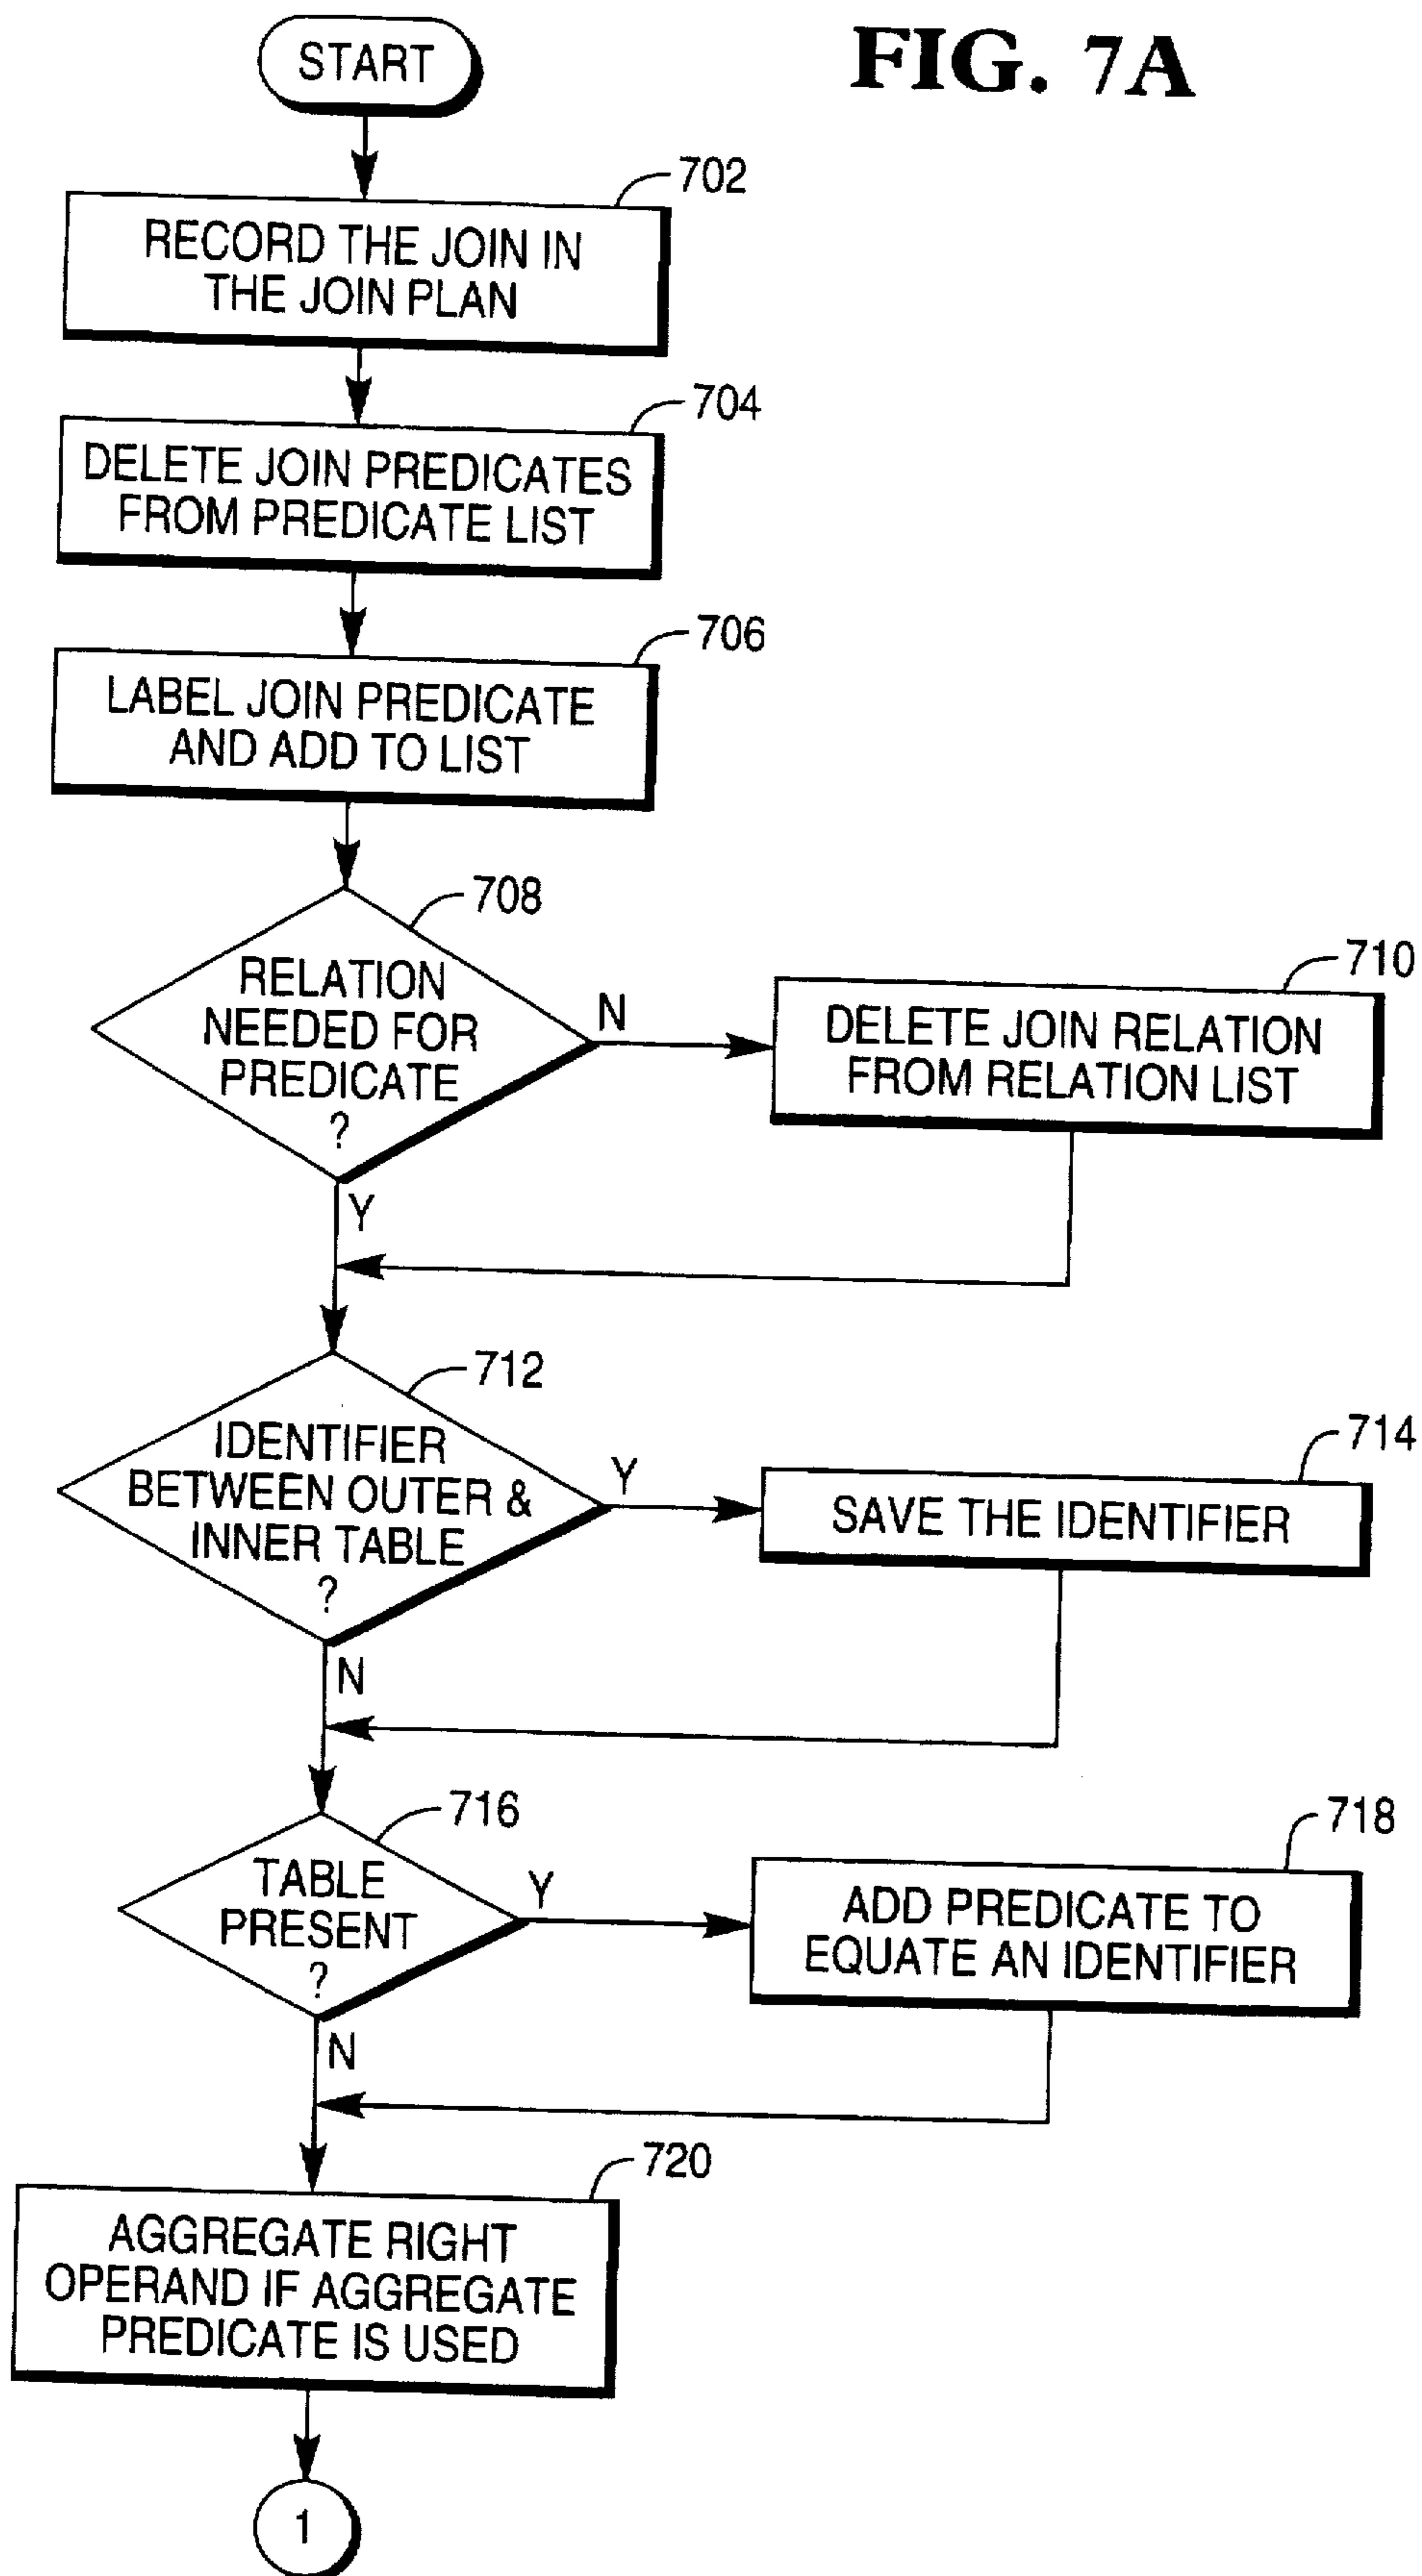 FIG. 7A
START
702
RECORD THE JOIN IN
THE JOIN PLAN
704
DELETE JOIN PREDICATES
FROM PREDICATE LIST
706
LABEL JOIN PREDICATE
AND ADD TO LIST
708
RELATION
NEEDED FOR
PREDICATE
?
N
Y
710
DELETE JOIN RELATION
FROM RELATION LIST
712
IDENTIFIER
BETWEEN OUTER &
INNER TABLE
?
Y
N
714
SAVE THE IDENTIFIER
716
TABLE
PRESENT
?
Y
N
718
ADD PREDICATE TO
EQUATE AN IDENTIFIER
720
AGGREGATE RIGHT
OPERAND IF AGGREGATE
PREDICATE IS USED
1